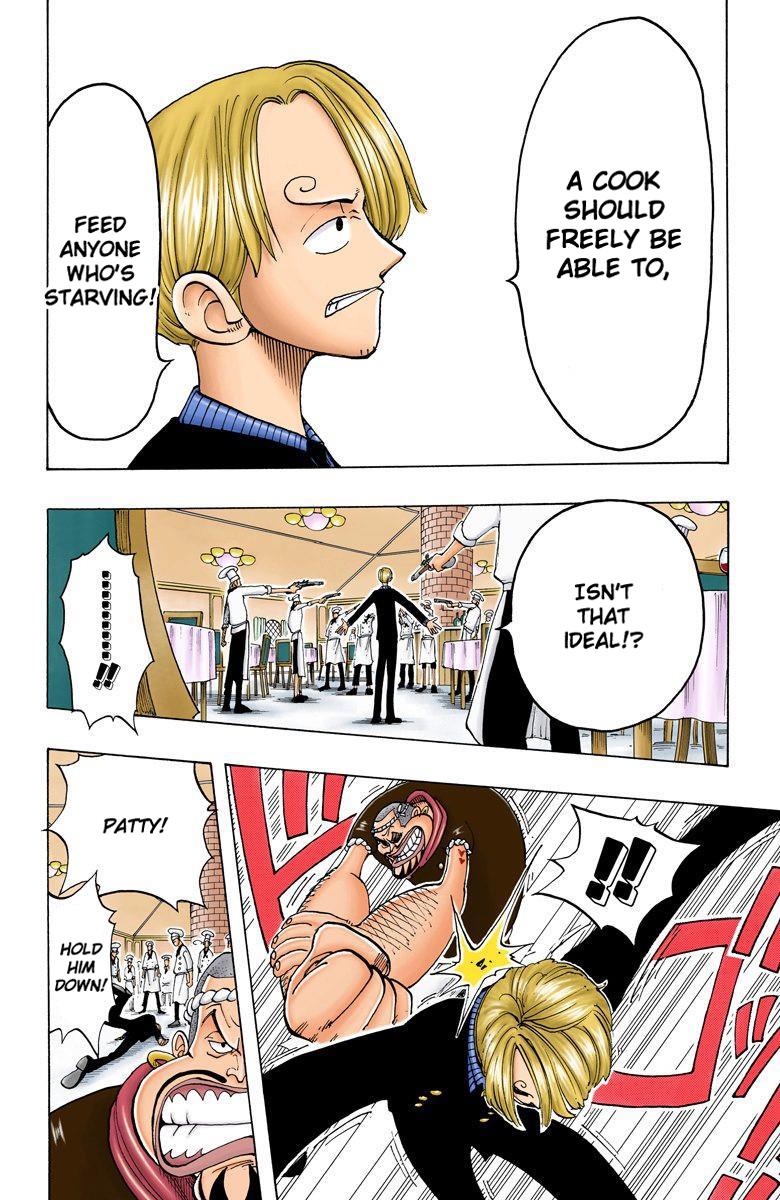 A COOK
SHOULD
FREELY BE
ABLE TO,
FEED
ANYONE
WHO'S
STARVING!
ISN'T
THAT
IDEAL!?
..........!!
!!
PATTY!
HOLD
HIM
DOWN!